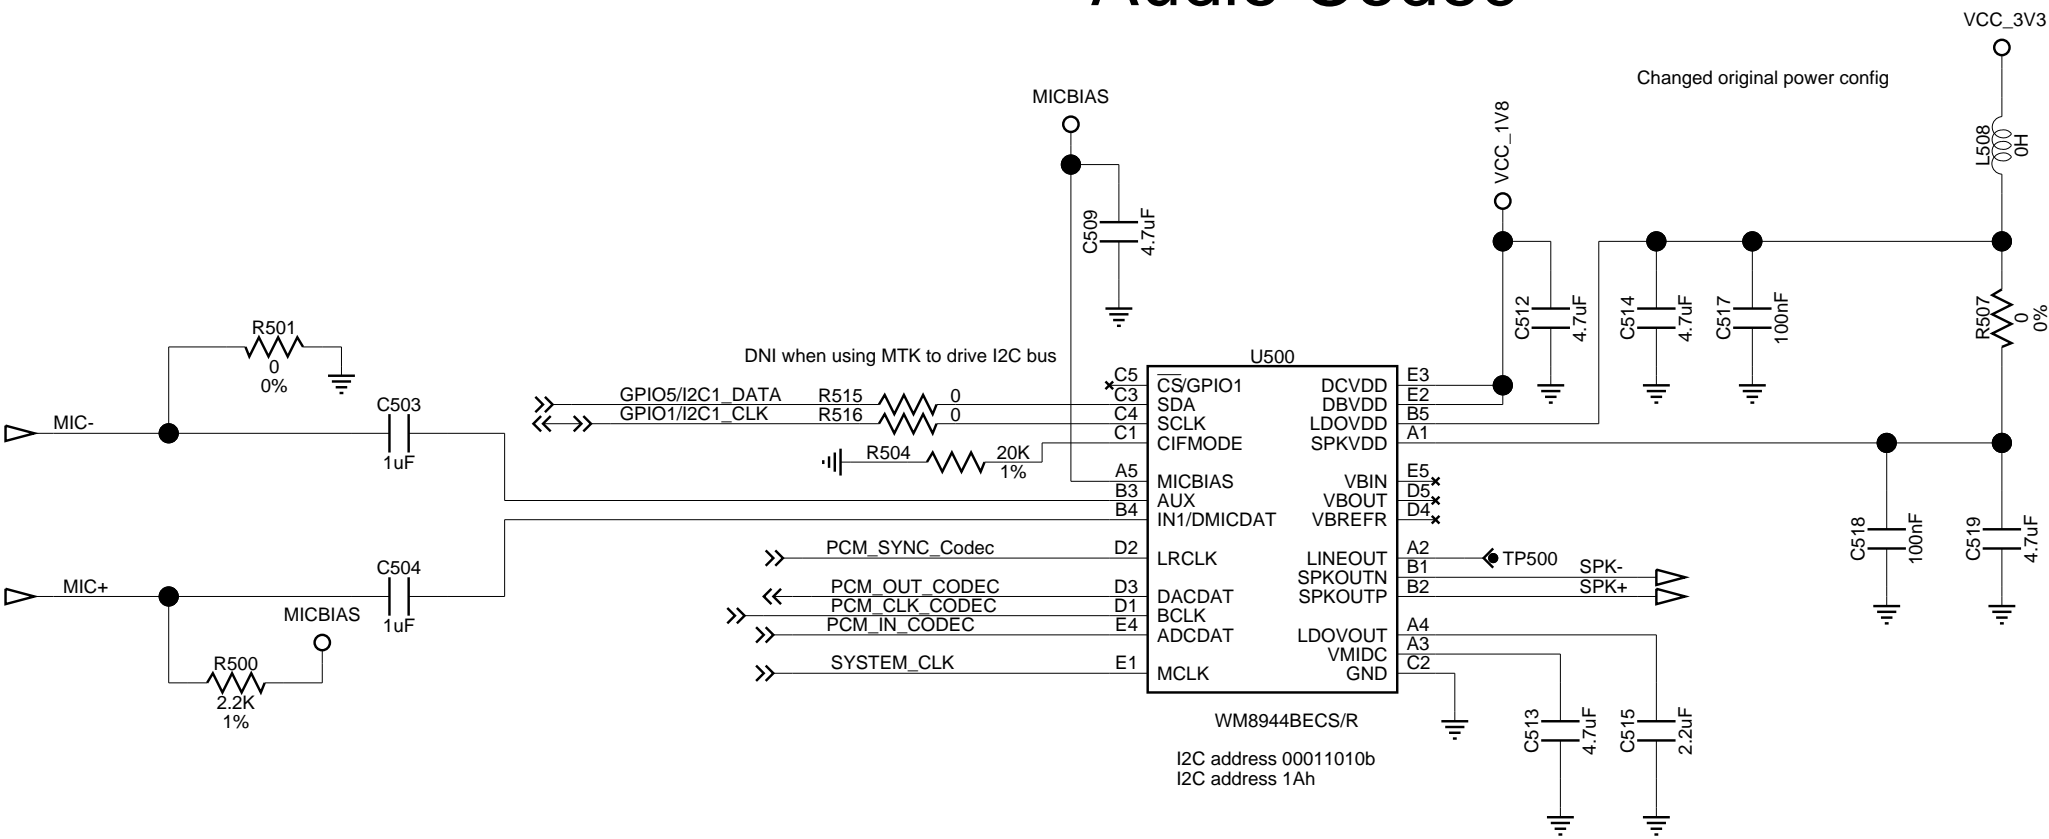 Audio Codec
VCC_3V3
Changed original power config
MICBIAS
VCC_1V8
L508
0H
C509
4.7uF
C512
4.7uF
C514
4.7uF
C517
100nF
R507
0
0%
R501
0
0%
DNI when using MTK to drive I2C bus
U500
GPIO5/I2C1_DATA
R515
0
GPIO1/I2C1_CLK
R516
0
C5
C3
C4
C1
CS/GPIO1
SDA
SCLK
CIFMODE
DCVDD
DBVDD
LDOVDD
SPKVDD
E3
E2
B5
A1
MIC-
C503
1uF
R504
20K
1%
A5
B3
B4
MICBIAS
AUX
IN1/DMICDAT
VBIN
VBOUT
VBREFR
E5
D5
D4
C518
100nF
C519
4.7uF
PCM_SYNC_Codec
D2
LRCLK
LINEOUT
A2
TP500
SPKOUTN
B1
SPK-
MIC+
C504
1uF
PCM_OUT_CODEC
D3
DACDAT
SPKOUTP
B2
SPK+
PCM_CLK_CODEC
D1
BCLK
MICBIAS
PCM_IN_CODEC
E4
ADCDAT
LDOVOUT
A4
VMIDC
A3
R500
2.2K
1%
SYSTEM_CLK
E1
MCLK
GND
C2
WM8944BECS/R
C513
4.7uF
C515
2.2uF
I2C address 00011010b
I2C address 1Ah